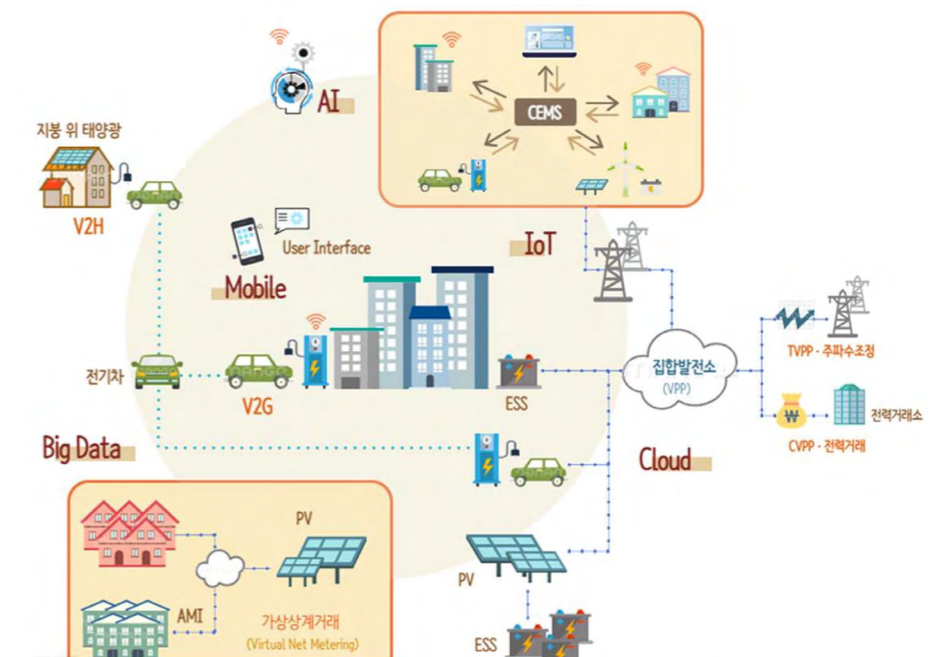 AI
CEMS
지붕 위 태양광
V2H
User Interface
Mobile
IoT
TVPP · 주파수조정
집합발전소
(VPP)
전기차
V2G
ESS
₩
전력거래소
CVPP · 전력거래
Big Data
Cloud
PV
PV
AMI
가상상계거래
(Virtual Net Metering)
ESS